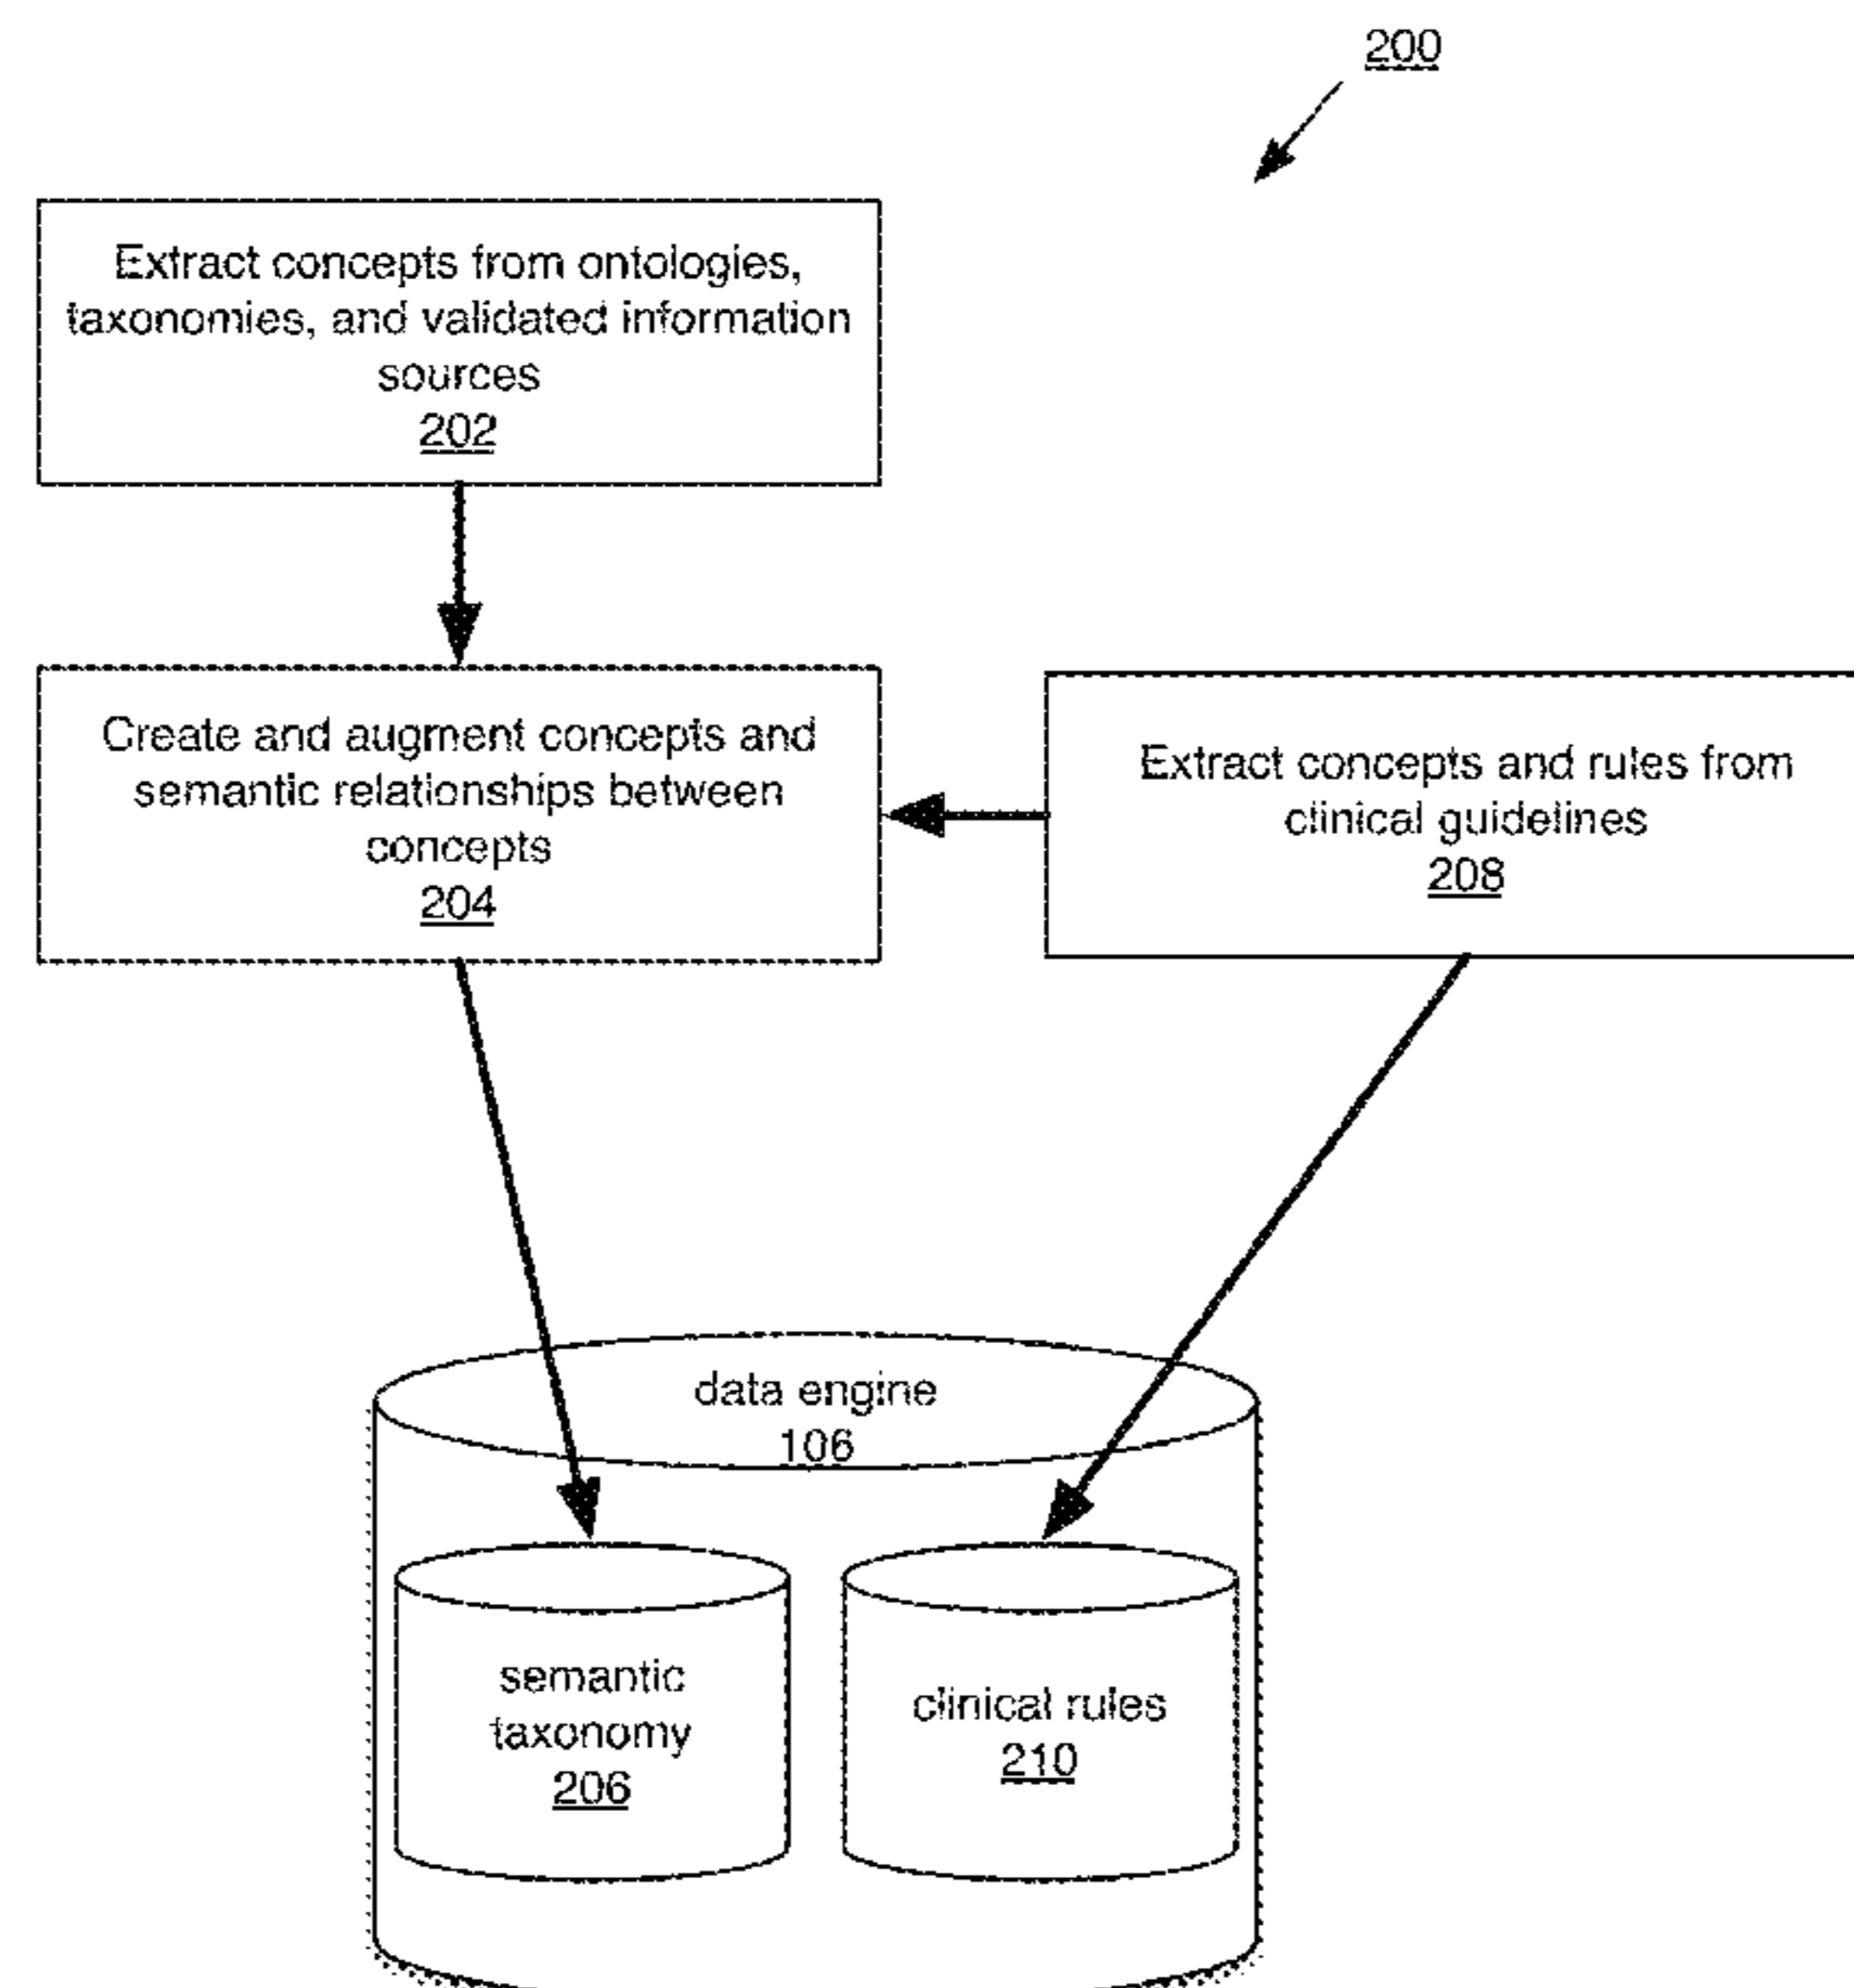 200
Extract concepts from ontologies,
taxonomies, and validated information
sources
202
Create and augment concepts and
semantic relationships between
concepts
204
Extract concepts and rules from
clinical guidelines
208
data engine
106
semantic
taxonomy
206
clinical rules
210